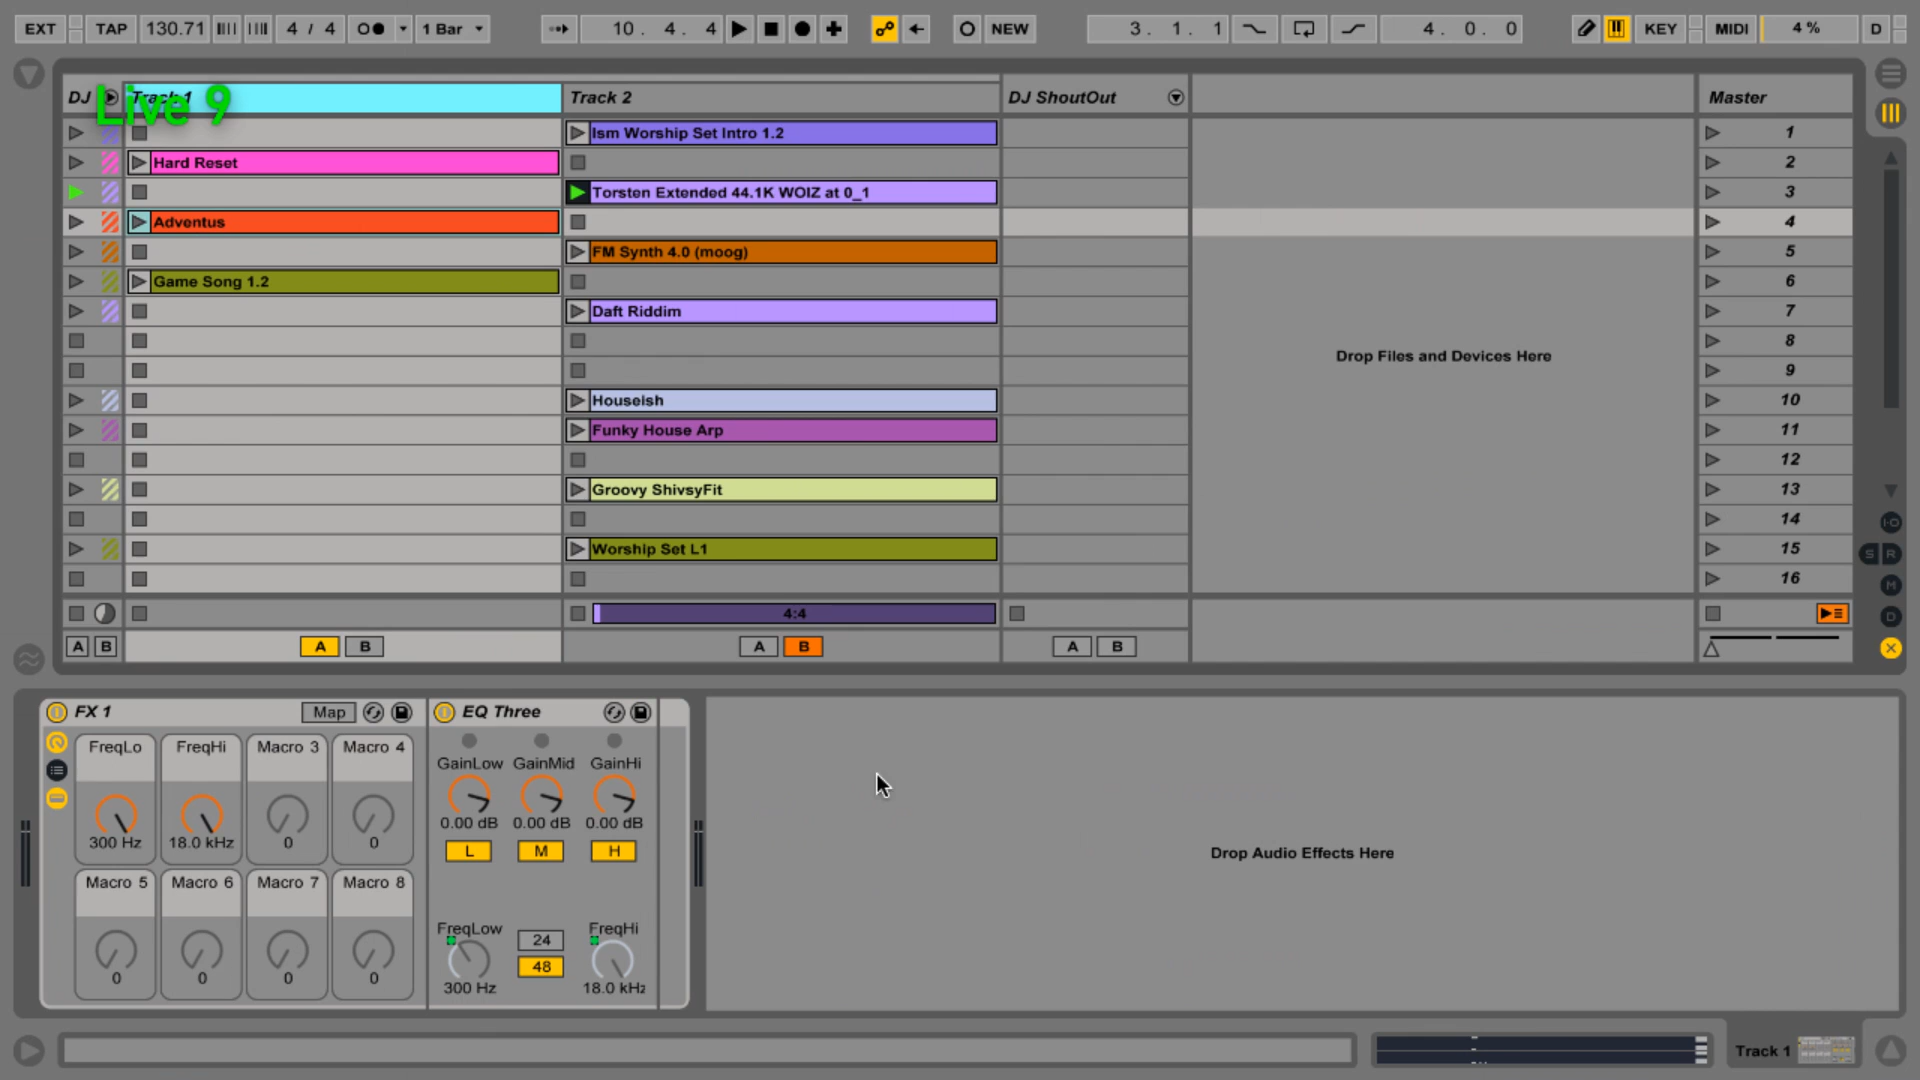 EXT TAP 130.71 4 / 4 1 Bar 10. 4. 4 NEW 3. 1. 1 4. 0. 0 KEY MIDI 4 % D
DJ Track 1 Track 2 DJ ShoutOut Master
Live 9
Ism Worship Set Intro 1.2 1
Hard Reset 2
Torsten Extended 44.1K WOIZ at 0_1 3
Adventus 4
FM Synth 4.0 (moog) 5
Game Song 1.2 6
Daft Riddim 7
8
Drop Files and Devices Here
9
Houseish 10
Funky House Arp 11
12
Groovy ShivsyFit 13
14
I·O
Worship Set L1 15
S R
16
M
4:4
D
A B A B A B A B
FX 1 Map EQ Three
FreqLo FreqHi Macro 3 Macro 4
GainLow GainMid GainHi
0.00 dB 0.00 dB 0.00 dB
300 Hz 18.0 kHz 0 0
L M H
Drop Audio Effects Here
Macro 5 Macro 6 Macro 7 Macro 8
FreqLow FreqHi
24
48
0 0 0 0
300 Hz 18.0 kHz
Track 1